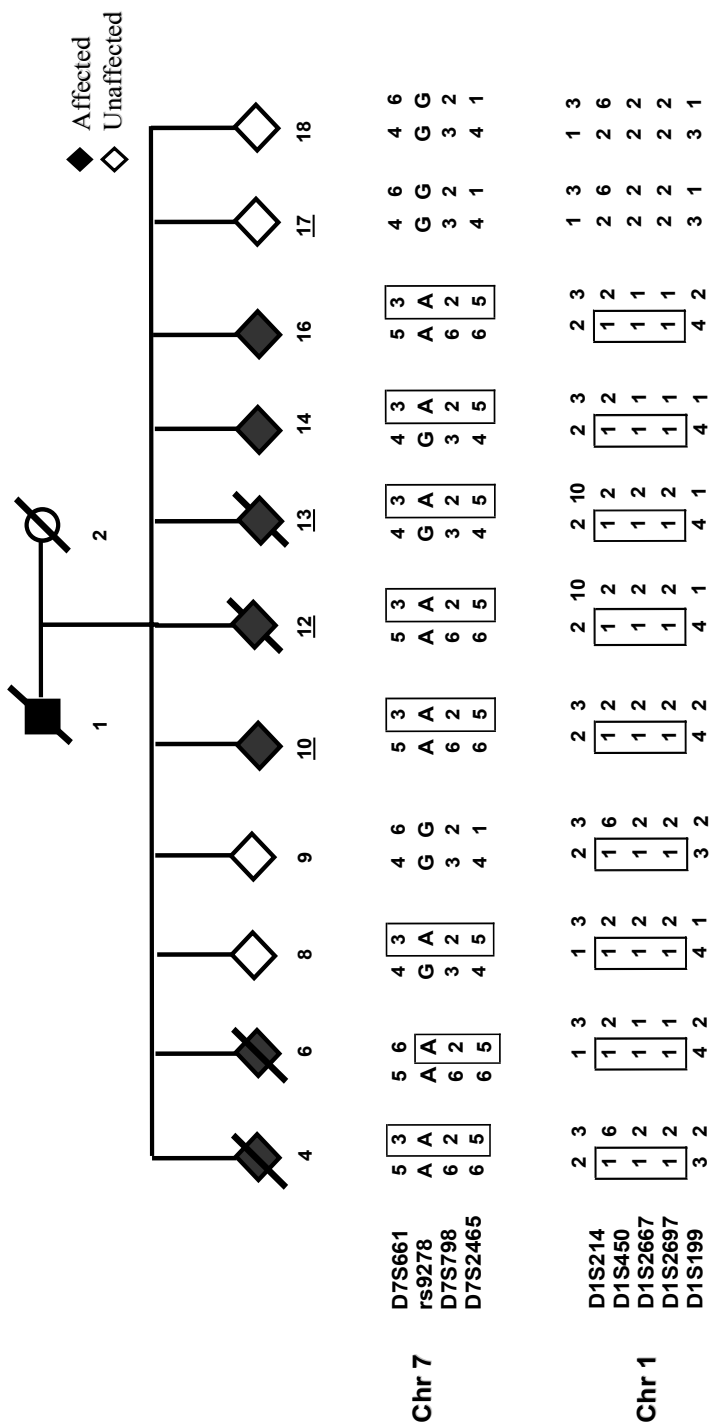 Affected
Unaffected
1 2
4 6 8 9 10 12 13 14 16 17 18
Chr 7
D7S661 5 3 5 6 4 3 4 6 5 3 5 3 4 3 4 3 5 3 4 6 4 6
rs9278 A A A A G A G G A A A A G A G A A A G G G G
D7S798 6 2 6 2 3 2 3 2 6 2 6 2 3 2 3 2 6 2 3 2 3 2
D7S2465 6 5 6 5 4 5 4 1 6 5 6 5 4 5 4 5 6 5 4 1 4 1
Chr 1
D1S214 2 3 1 3 1 3 2 3 2 3 2 10 2 10 2 3 2 3 1 3 1 3
D1S450 1 6 1 2 1 2 1 6 1 2 1 2 1 2 1 2 1 2 2 6 2 6
D1S2667 1 2 1 1 1 2 1 2 1 2 1 2 1 2 1 1 1 1 2 2 2 2
D1S2697 1 2 1 1 1 2 1 2 1 2 1 2 1 2 1 1 1 1 2 2 2 2
D1S199 3 2 4 2 4 1 3 2 4 2 4 1 4 1 4 1 4 2 3 1 3 1